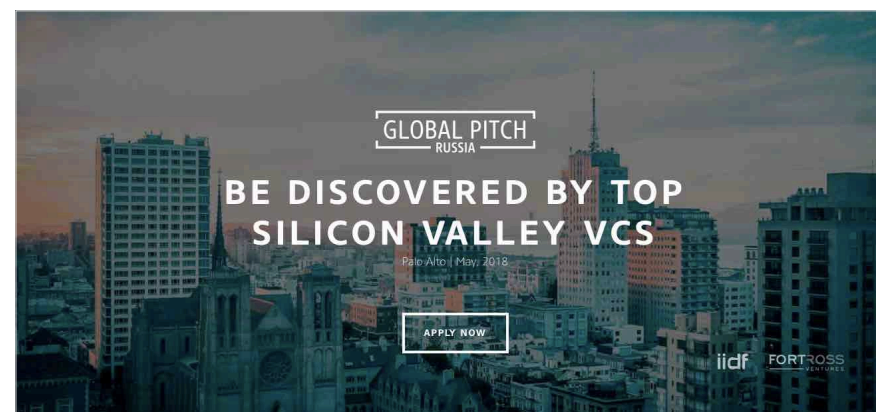 GLOBAL PITCH
RUSSIA
BE DISCOVERED BY TOP
SILICON VALLEY VCS
Palo Alto | May, 2018
APPLY NOW
iidf
FORTROSS
VENTURES